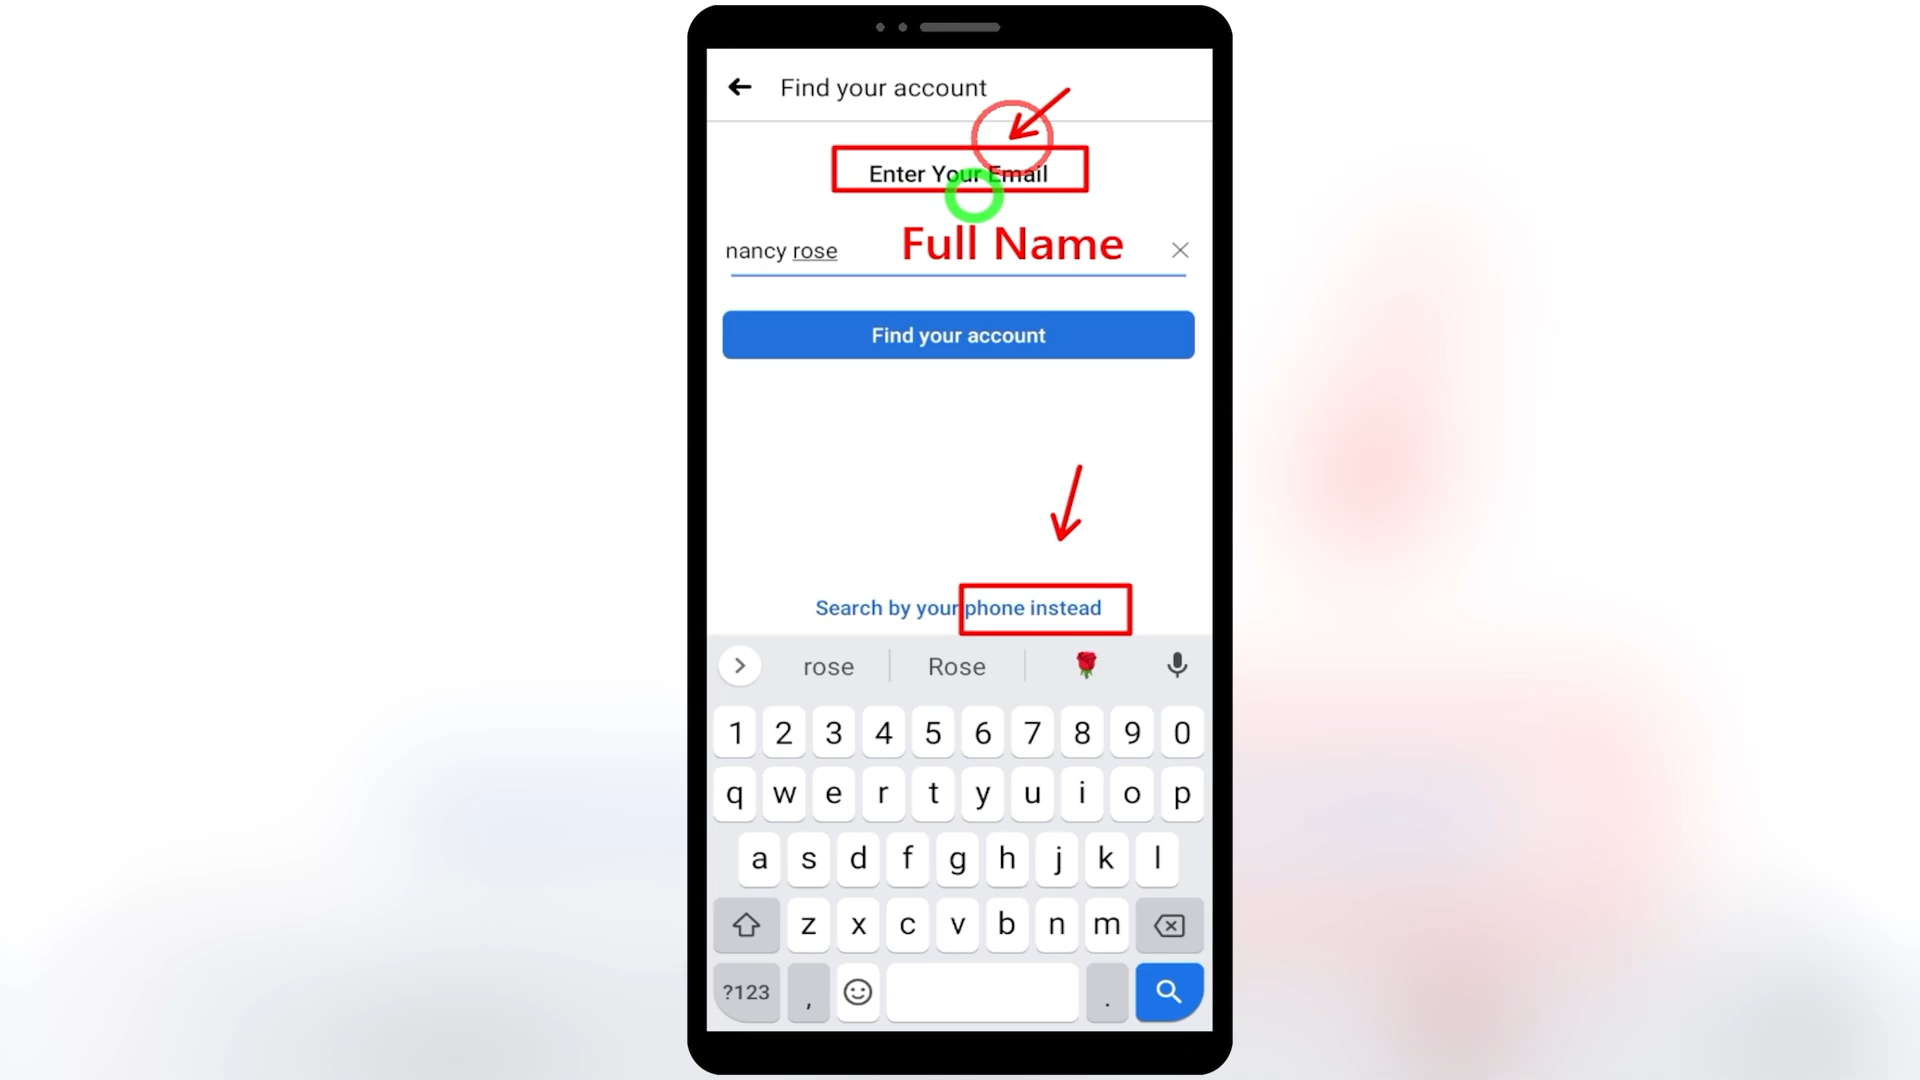 Find your account
Enter Your Email
nancy rose
Full Name
Find your account
Search by your phone instead
rose Rose
1 2 3 4 5 6 7 8 9 0
q w e r t y u i o p
a s d f g h j k l
z x c v b n m
?123 , .